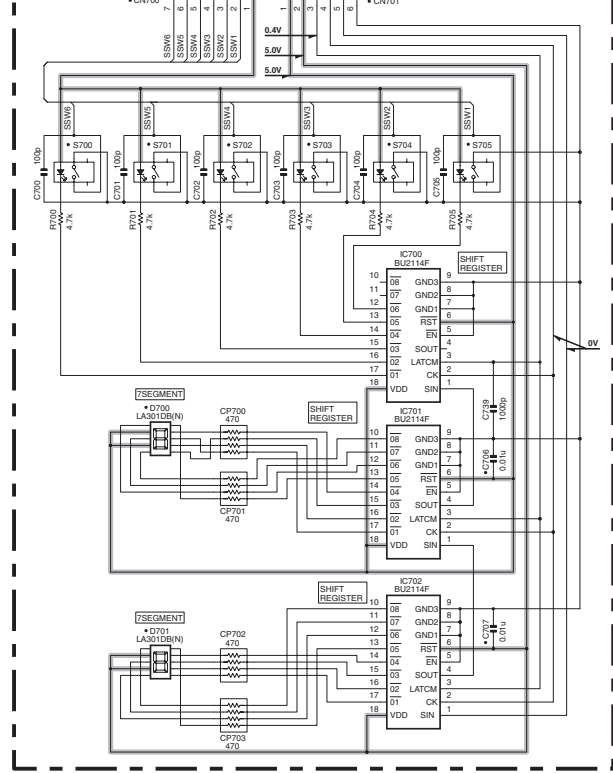 • CN700
• CN701
7
6
5
4
3
2
1
1
2
3
4
5
6
SSW6
SSW5
SSW4
SSW3
SSW2
SSW1
0.4V
5.0V
5.0V
SSW6
SSW5
SSW4
SSW3
SSW2
SSW1
• S700
• S701
• S702
• S703
• S704
• S705
C700 100p
C701 100p
C702 100p
C703 100p
C704 100p
C705 100p
R700 4.7k
R701 4.7k
R702 4.7k
R703 4.7k
R704 4.7k
R705 4.7k
IC700
BU2114F
SHIFT
REGISTER
10 08 GND3 9
11 07 GND2 8
12 06 GND1 7
13 05 RST 6
14 04 EN 5
15 03 SOUT 4
16 02 LATCM 3
17 01 CK 2
18 VDD SIN 1
0V
C739 1000p
7SEGMENT
• D700
LA301DB(N)
CP700
470
CP701
470
SHIFT
REGISTER
IC701
BU2114F
10 08 GND3 9
11 07 GND2 8
12 06 GND1 7
13 05 RST 6
14 04 EN 5
15 03 SOUT 4
16 02 LATCM 3
17 01 CK 2
18 VDD SIN 1
• C706 0.01u
SHIFT
REGISTER
IC702
BU2114F
7SEGMENT
• D701
LA301DB(N)
CP702
470
CP703
470
10 08 GND3 9
11 07 GND2 8
12 06 GND1 7
13 05 RST 6
14 04 EN 5
15 03 SOUT 4
16 02 LATCM 3
17 01 CK 2
18 VDD SIN 1
• C707 0.01u